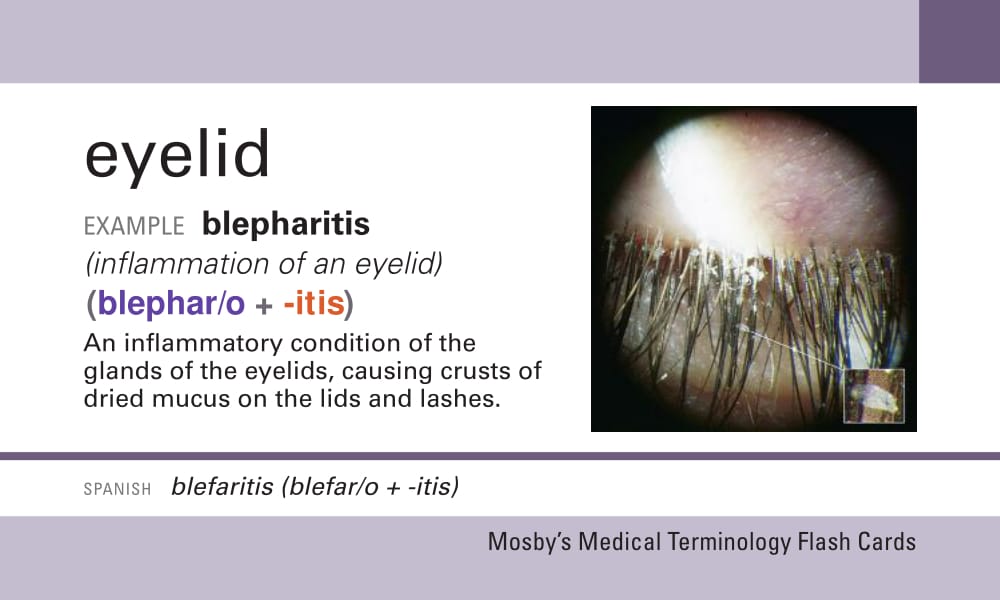 eyelid
EXAMPLE blepharitis
(inflammation of an eyelid)
(blephar/o + -itis)
An inflammatory condition of the
glands of the eyelids, causing crusts of
dried mucus on the lids and lashes.
SPANISH blefaritis (blefar/o + -itis)
Mosby's Medical Terminology Flash Cards